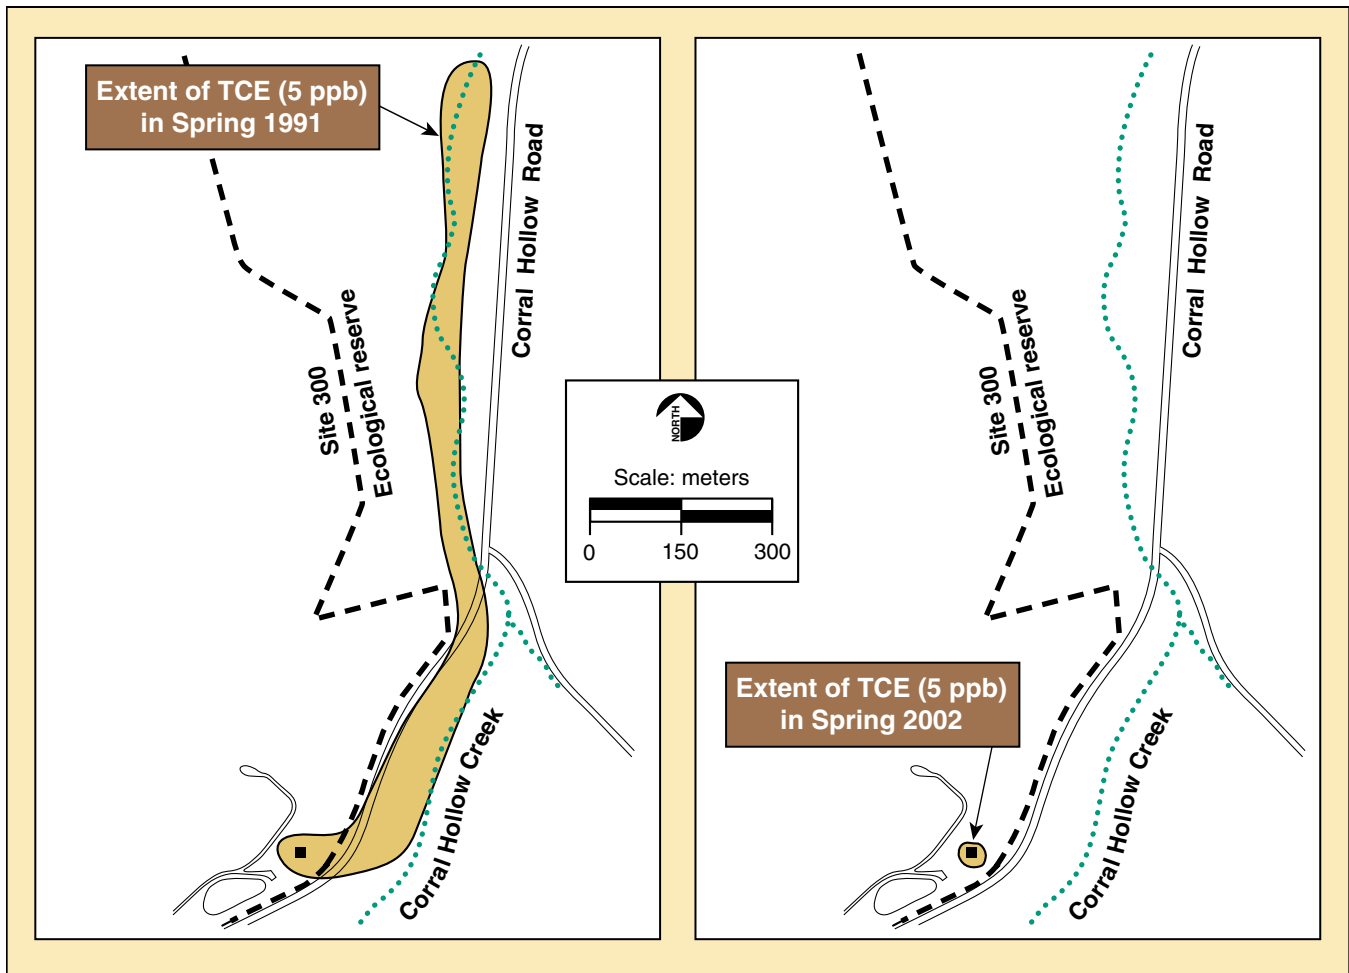 Extent of TCE (5 ppb)
in Spring 1991
Corral Hollow Road
Site 300
Ecological reserve
Corral Hollow Creek
NORTH
Scale: meters
0 150 300
Corral Hollow Road
Site 300
Ecological reserve
Extent of TCE (5 ppb)
in Spring 2002
Corral Hollow Creek